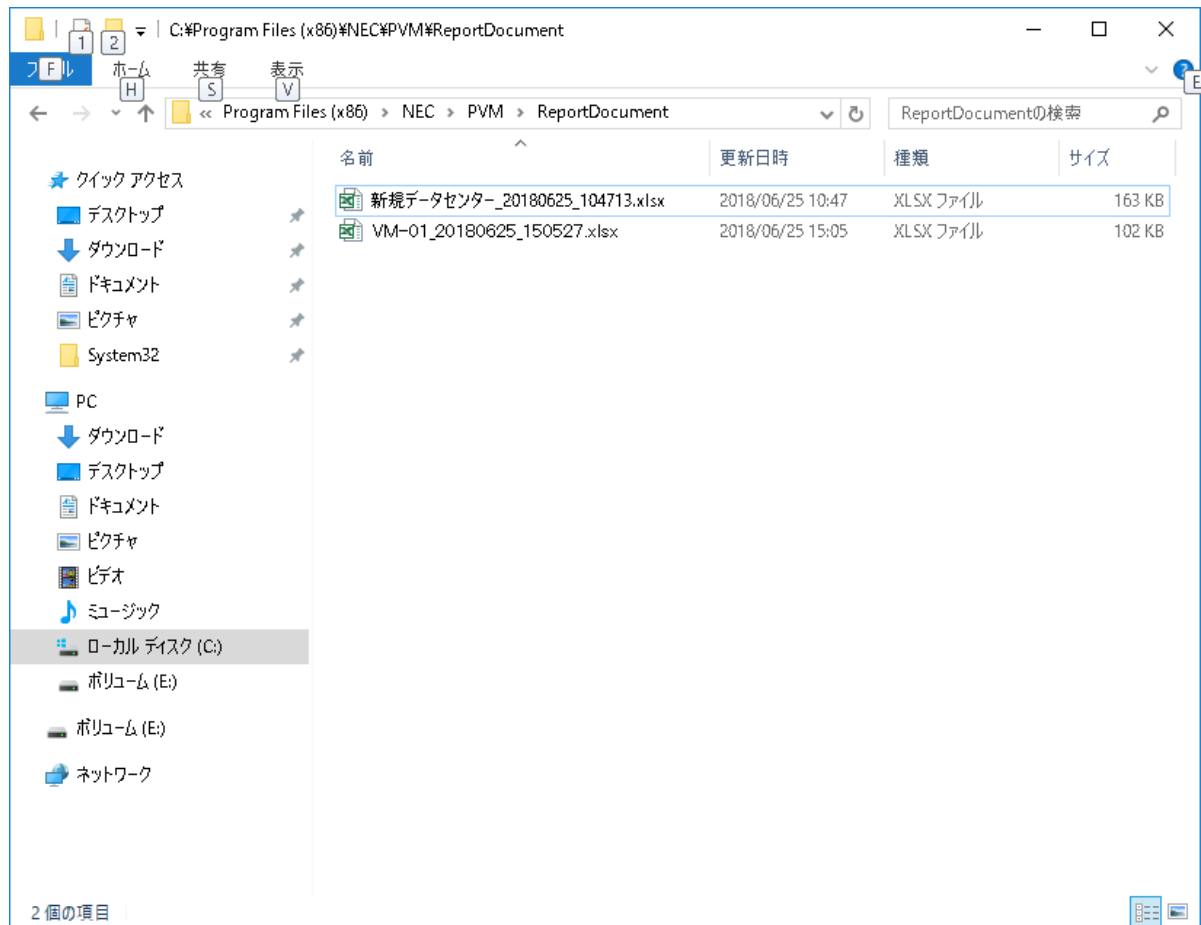 1 2 C:¥Program Files (x86)¥NEC¥PVM¥ReportDocument
フ F ル ホーム 共有 表示
H S V E
« Program Files (x86) › NEC › PVM › ReportDocument ReportDocumentの検索
名前 更新日時 種類 サイズ
クイック アクセス
新規データセンター_20180625_104713.xlsx 2018/06/25 10:47 XLSX ファイル 163 KB
デスクトップ
VM-01_20180625_150527.xlsx 2018/06/25 15:05 XLSX ファイル 102 KB
ダウンロード
ドキュメント
ピクチャ
System32
PC
ダウンロード
デスクトップ
ドキュメント
ピクチャ
ビデオ
ミュージック
ローカル ディスク (C:)
ボリューム (E:)
ボリューム (E:)
ネットワーク
2 個の項目